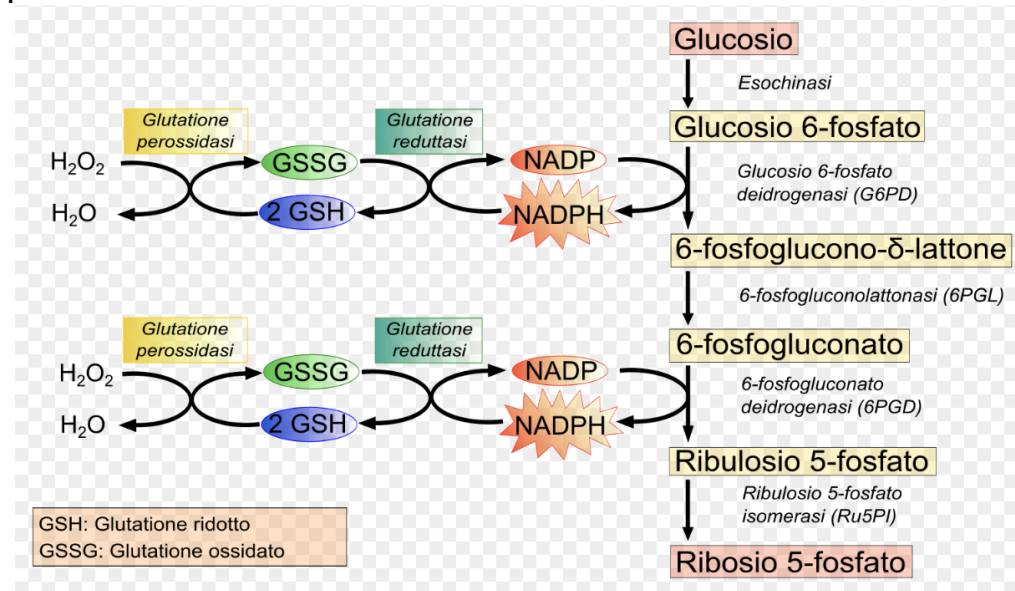 Glucosio
Esochinasi
Glucosio 6-fosfato
Glutatione
perossidasi
Glutatione
reduttasi
H₂O₂
GSSG
NADP
Glucosio 6-fosfato
deidrogenasi (G6PD)
H₂O
2 GSH
NADPH
6-fosfoglucono-δ-lattone
6-fosfogluconolattonasi (6PGL)
Glutatione
perossidasi
Glutatione
reduttasi
6-fosfogluconato
H₂O₂
GSSG
NADP
6-fosfogluconato
deidrogenasi (6PGD)
H₂O
2 GSH
NADPH
Ribulosio 5-fosfato
Ribulosio 5-fosfato
isomerasi (Ru5PI)
GSH: Glutatione ridotto
GSSG: Glutatione ossidato
Ribosio 5-fosfato